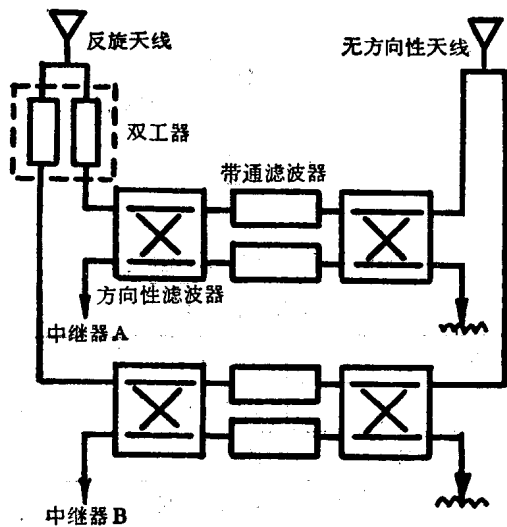 反旋天线
无方向性天线
双工器
带通滤波器
方向性滤波器
中继器A
中继器B